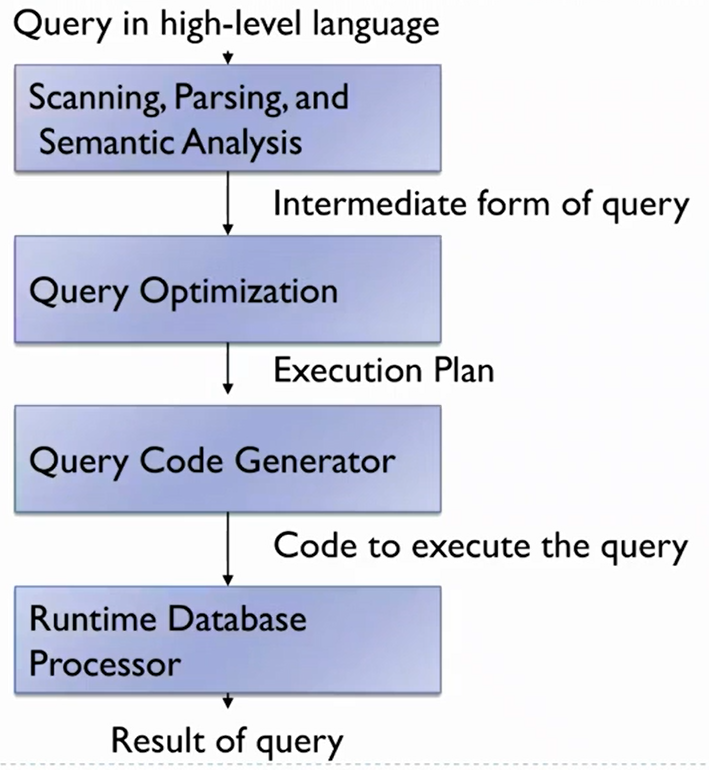 Query in high-level language
Scanning, Parsing, and
Semantic Analysis
Intermediate form of query
Query Optimization
Execution Plan
Query Code Generator
Code to execute the query
Runtime Database
Processor
Result of query